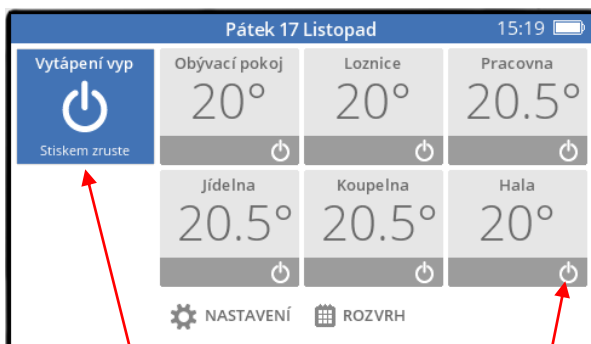 Pátek 17 Listopad 15:19
Vytápení vyp
Stiskem zruste
Obývací pokoj
20°
Loznice
20°
Pracovna
20.5°
Jídelna
20.5°
Koupelna
20.5°
Hala
20°
NASTAVENÍ ROZVRH